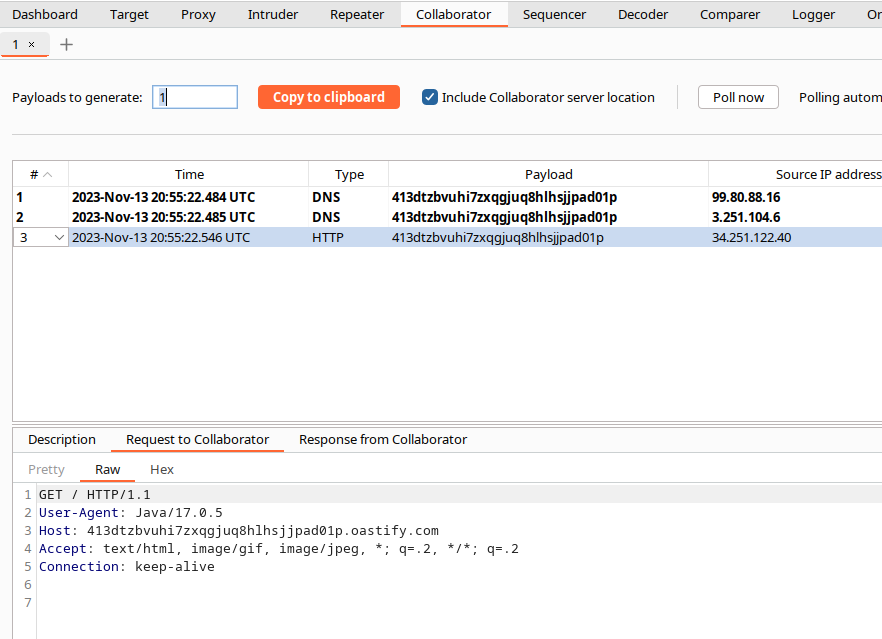 Dashboard Target Proxy Intruder Repeater Collaborator Sequencer Decoder Comparer Logger Or
1 × +
Payloads to generate: 1 Copy to clipboard Include Collaborator server location Poll now Polling autom
# Time Type Payload Source IP address
1 2023-Nov-13 20:55:22.484 UTC DNS 413dtzbvuhi7zxqgjuq8hlhsjjpad01p 99.80.88.16
2 2023-Nov-13 20:55:22.485 UTC DNS 413dtzbvuhi7zxqgjuq8hlhsjjpad01p 3.251.104.6
3 2023-Nov-13 20:55:22.546 UTC HTTP 413dtzbvuhi7zxqgjuq8hlhsjjpad01p 34.251.122.40
Description Request to Collaborator Response from Collaborator
Pretty Raw Hex
1 GET / HTTP/1.1
2 User-Agent: Java/17.0.5
3 Host: 413dtzbvuhi7zxqgjuq8hlhsjjpad01p.oastify.com
4 Accept: text/html, image/gif, image/jpeg, *; q=.2, */*; q=.2
5 Connection: keep-alive
6
7